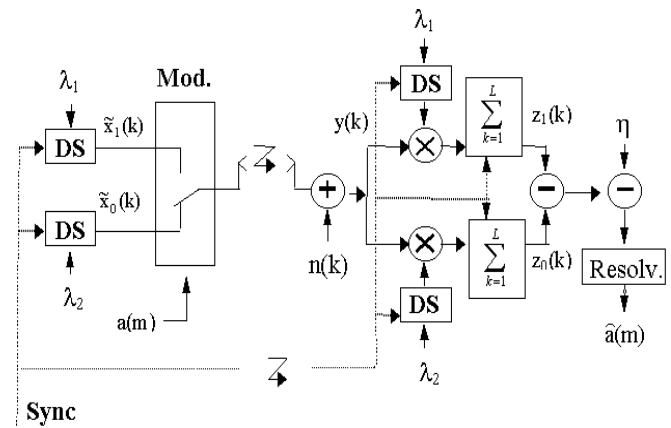 λ₁
λ₁
Mod.
DS
x̃₁(k)
DS
y(k)
×
L
∑
k=1
z₁(k)
η
DS
x̃₀(k)
+
−
−
λ₂
n(k)
×
L
∑
k=1
z₀(k)
Resolv.
a(m)
DS
â(m)
λ₂
Sync